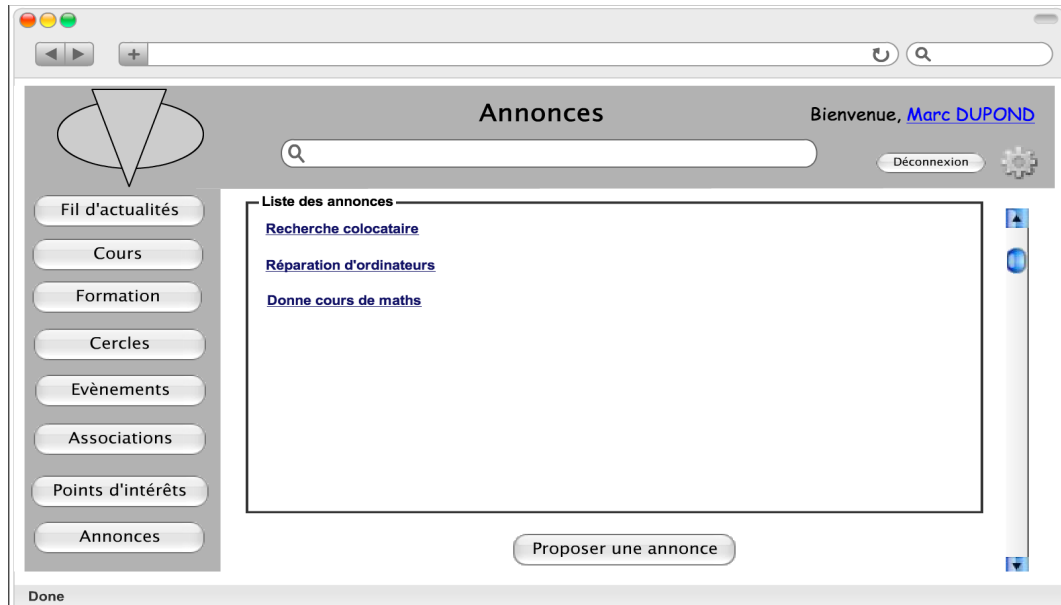 Annonces
Bienvenue, Marc DUPOND
Déconnexion
Fil d'actualités
Cours
Formation
Cercles
Evènements
Associations
Points d'intérêts
Annonces
Liste des annonces
Recherche colocataire
Réparation d'ordinateurs
Donne cours de maths
Proposer une annonce
Done